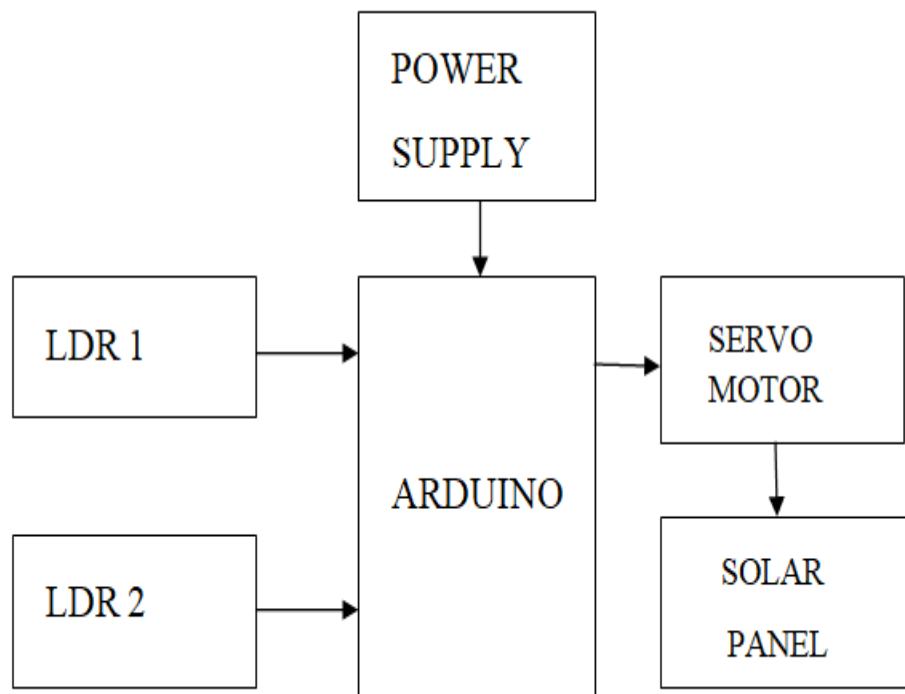 POWER
SUPPLY
LDR 1
SERVO
MOTOR
ARDUINO
LDR 2
SOLAR
PANEL